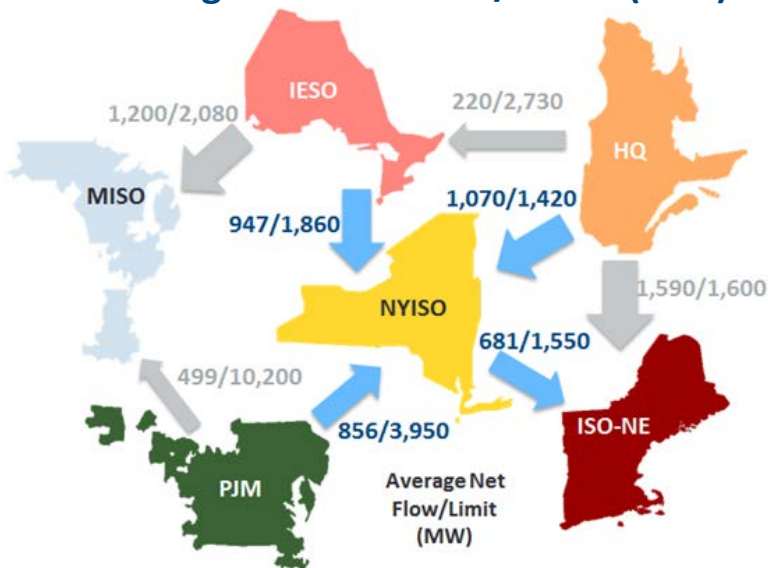 IESO
1,200/2,080
220/2,730
HQ
MISO
1,070/1,420
947/1,860
NYISO
1,590/1,600
681/1,550
499/10,200
856/3,950
ISO-NE
PJM
Average Net
Flow/Limit
(MW)